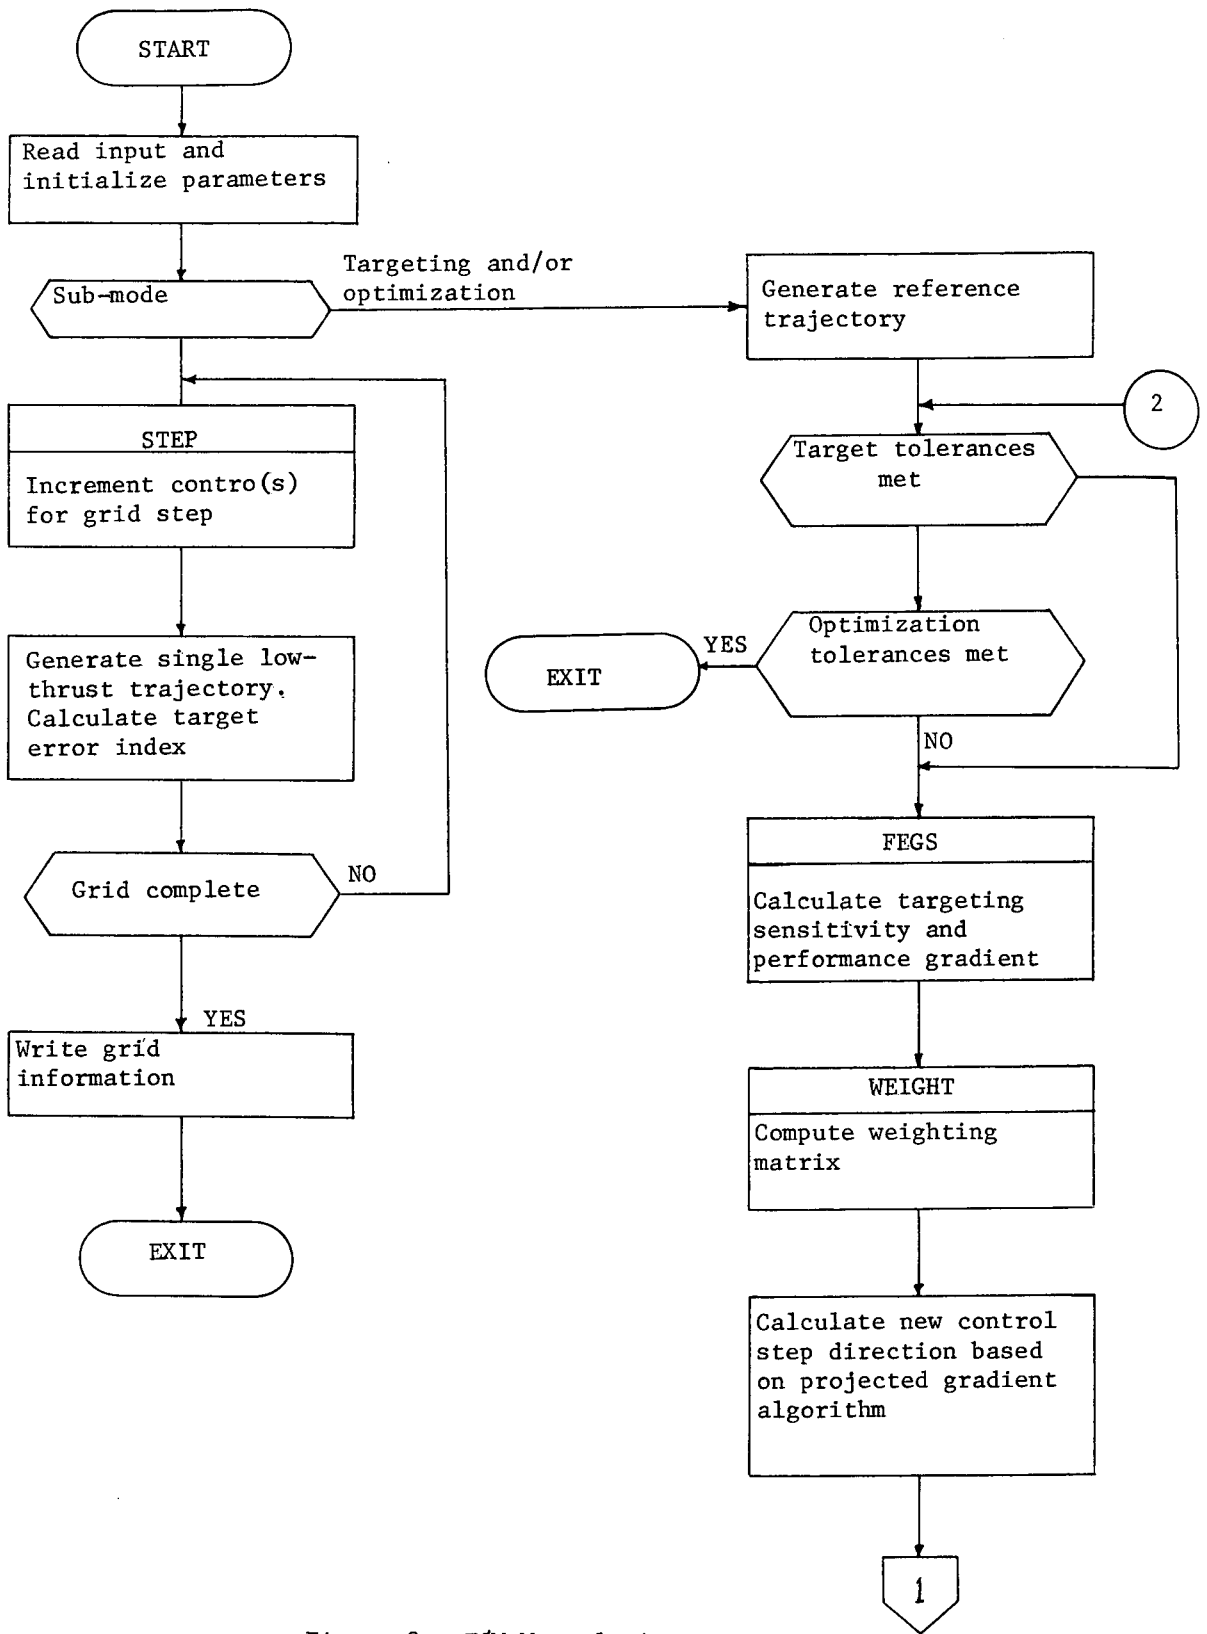 START
Read input and
initialize parameters
Sub-mode
Targeting and/or
optimization
STEP
Increment contro(s)
for grid step
Generate single low-
thrust trajectory.
Calculate target
error index
Grid complete
NO
YES
Write grid
information
EXIT
Generate reference
trajectory
2
Target tolerances
met
Optimization
tolerances met
YES
EXIT
NO
FEGS
Calculate targeting
sensitivity and
performance gradient
WEIGHT
Compute weighting
matrix
Calculate new control
step direction based
on projected gradient
algorithm
1